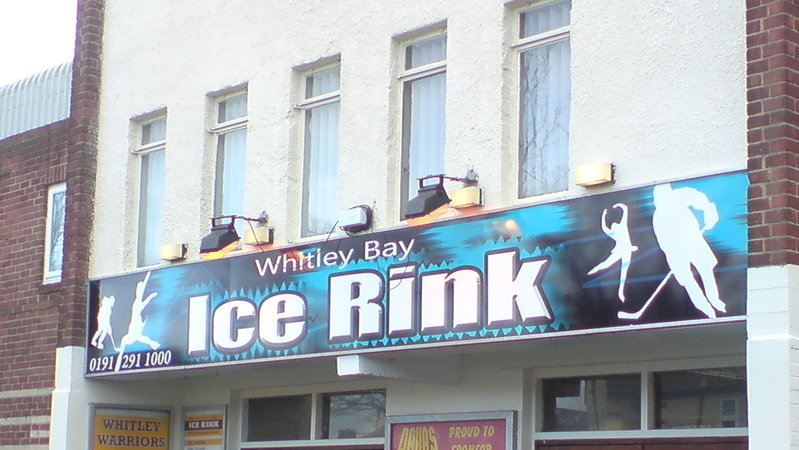 Whitley Bay
Ice Rink
0191 291 1000
WHITLEY
WARRIORS
ICE RINK
PROUD TO
SPONSOR